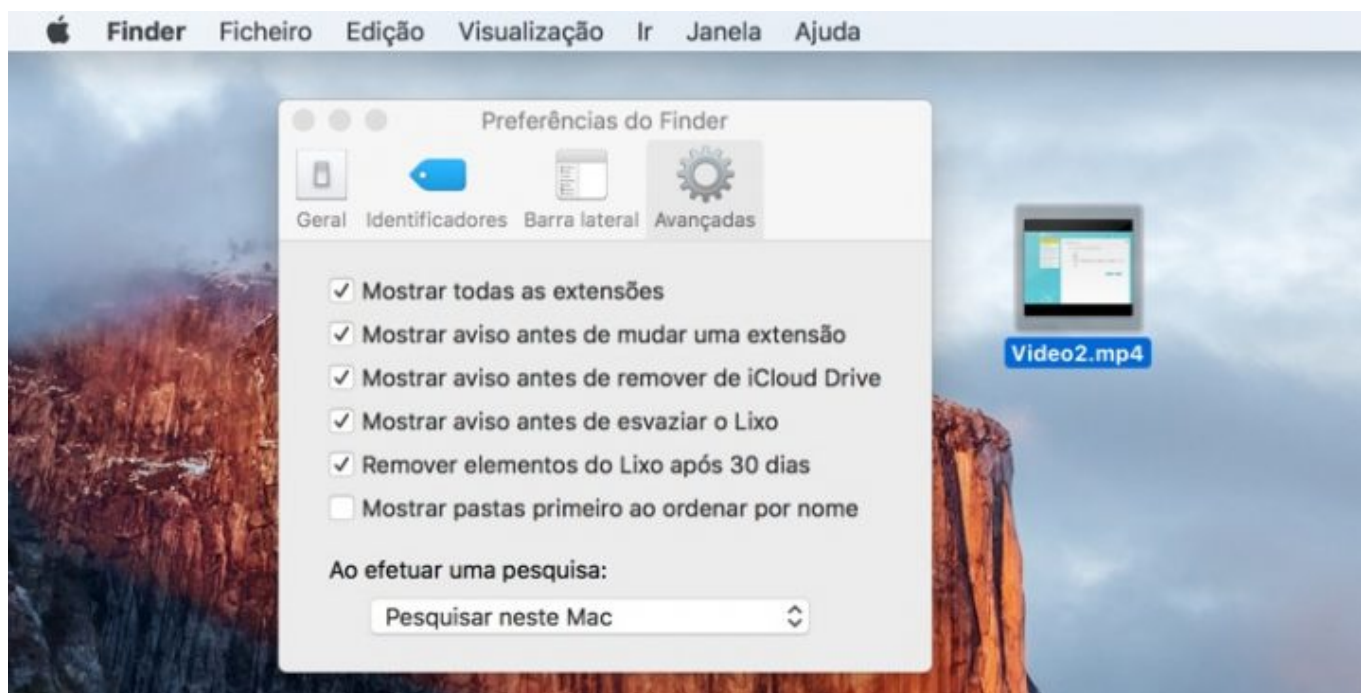 Finder Ficheiro Edição Visualização Ir Janela Ajuda
Preferências do Finder
Geral Identificadores Barra lateral Avançadas
Mostrar todas as extensões
Mostrar aviso antes de mudar uma extensão
Mostrar aviso antes de remover de iCloud Drive
Mostrar aviso antes de esvaziar o Lixo
Remover elementos do Lixo após 30 dias
Mostrar pastas primeiro ao ordenar por nome
Ao efetuar uma pesquisa:
Pesquisar neste Mac
Video2.mp4